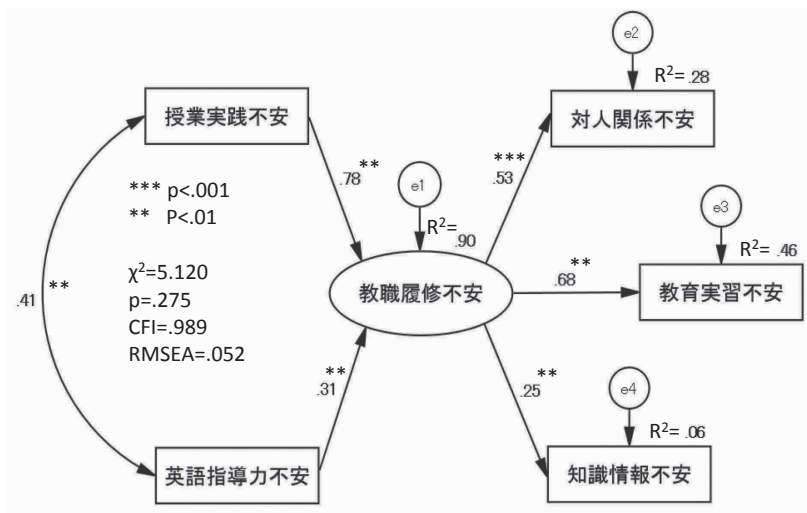 e2
R²= .28
授業実践不安
対人関係不安
***
.53
.78
**
*** p<.001
** P<.01
e1
R²=
.90
e3
R²= .46
χ²=5.120
p=.275
CFI=.989
RMSEA=.052
.41
**
教職履修不安
**
.68
教育実習不安
**
.31
**
.25
e4
R²= .06
英語指導力不安
知識情報不安